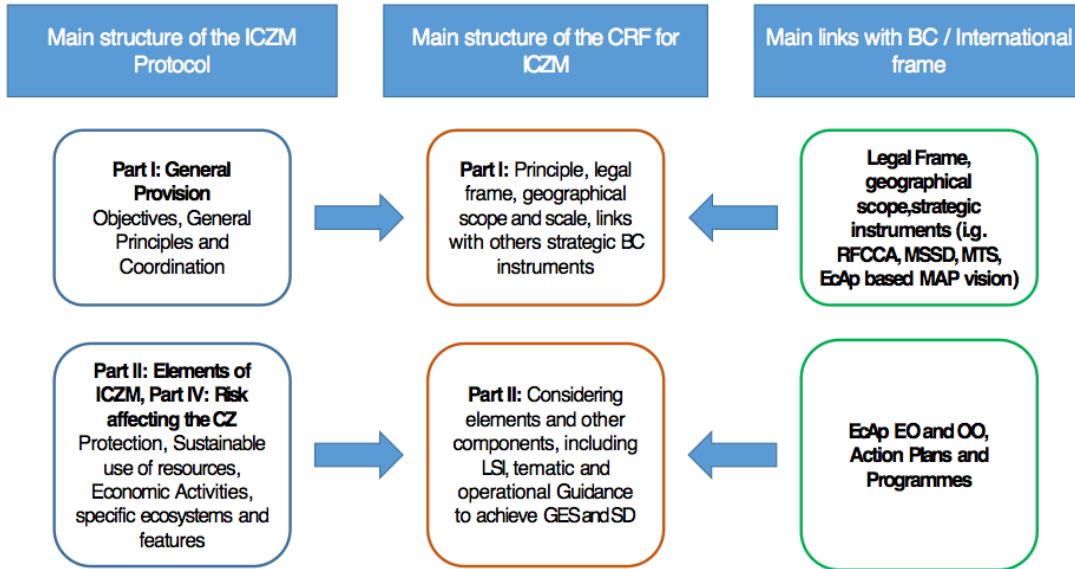 Main structure of the ICZM
Protocol
Main structure of the CRF for
ICZM
Main links with BC / International
frame
Part I: General
Provision
Objectives, General
Principles and
Coordination
Part I: Principle, legal
frame, geographical
scope and scale, links
with others strategic BC
instruments
Legal Frame,
geographical
scope,strategic
instruments (i.g.
RFCCA, MSSD, MTS,
EcAp based MAP vision)
Part II: Elements of
ICZM, Part IV: Risk
affecting the CZ
Protection, Sustainable
use of resources,
Economic Activities,
specific ecosystems and
features
Part II: Considering
elements and other
components, including
LSI, tematic and
operational Guidance
to achieve GES and SD
EcAp EO and OO,
Action Plans and
Programmes